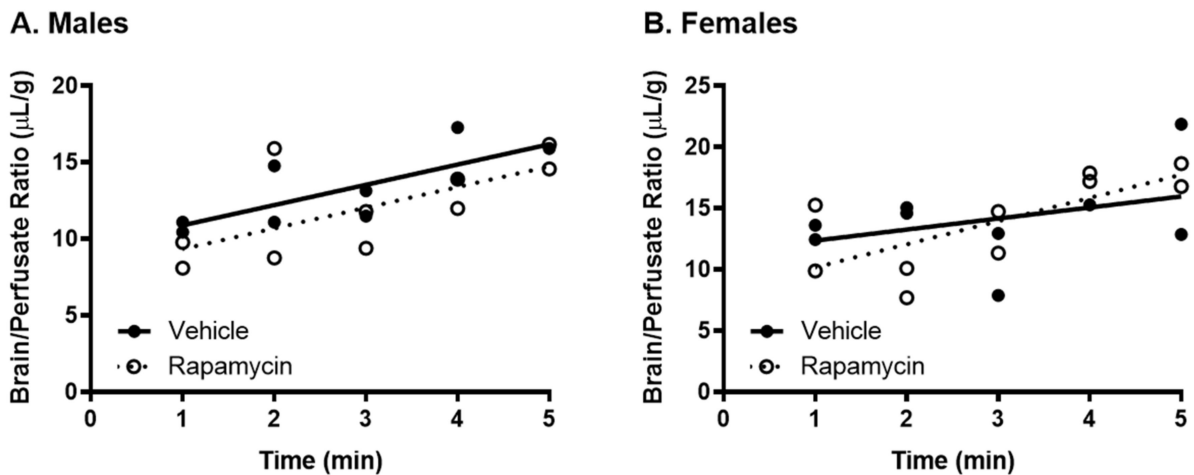 A. Males
Brain/Perfusate Ratio (μL/g)
20
15
10
5
0
Vehicle
Rapamycin
0 1 2 3 4 5
Time (min)
B. Females
Brain/Perfusate Ratio (μL/g)
25
20
15
10
5
0
Vehicle
Rapamycin
0 1 2 3 4 5
Time (min)